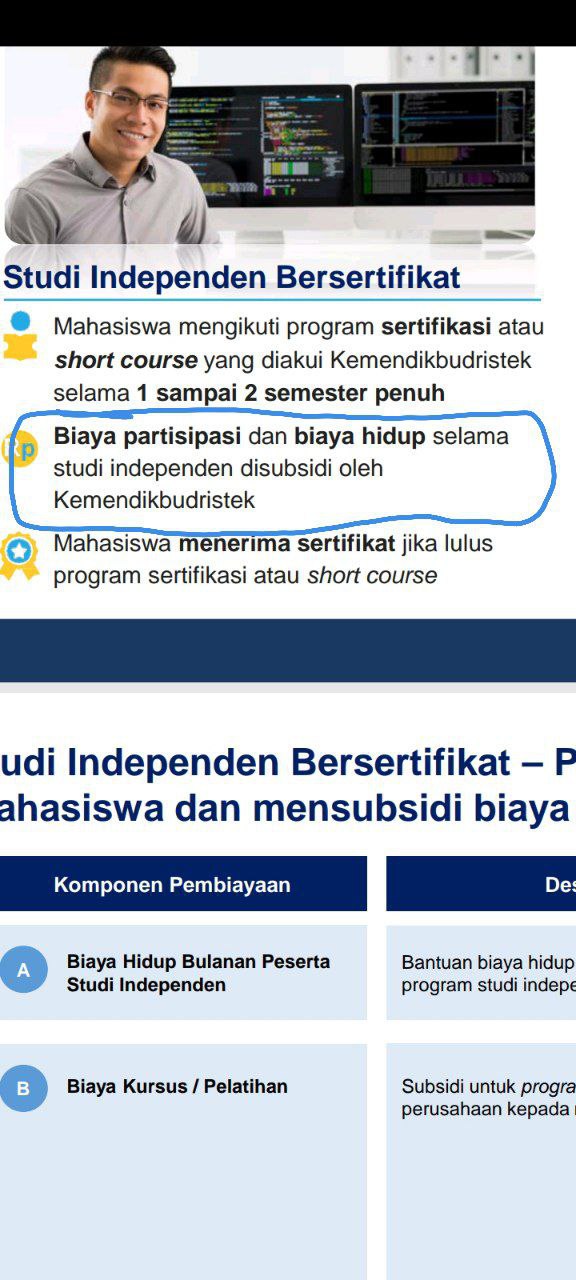 Studi Independen Bersertifikat
Mahasiswa mengikuti program sertifikasi atau
short course yang diakui Kemendikbudristek
selama 1 sampai 2 semester penuh
Rp
Biaya partisipasi dan biaya hidup selama
studi independen disubsidi oleh
Kemendikbudristek
Mahasiswa menerima sertifikat jika lulus
program sertifikasi atau short course
udi Independen Bersertifikat – P
ahasiswa dan mensubsidi biaya
Komponen Pembiayaan
Des
A
Biaya Hidup Bulanan Peserta
Studi Independen
Bantuan biaya hidup
program studi indepe
B
Biaya Kursus / Pelatihan
Subsidi untuk progra
perusahaan kepada